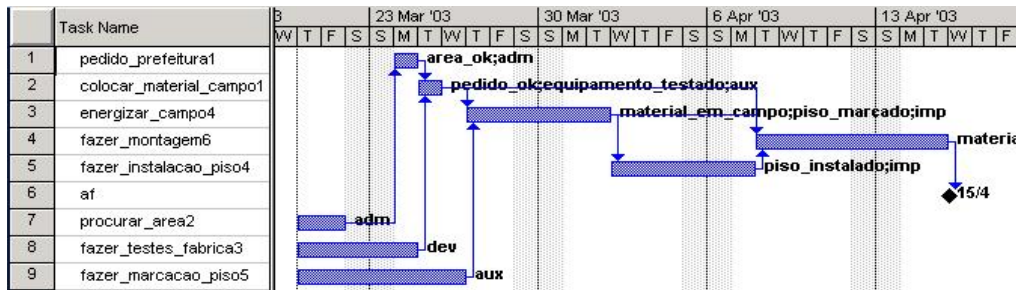 Task Name
3 23 Mar '03 30 Mar '03 6 Apr '03 13 Apr '03
W T F S S M T W T F S S M T W T F S S M T W T F S S M T W T F
1 pedido_prefeitura1 area_ok;adm
2 colocar_material_campo1 pedido_ok;equipamento_testado;aux
3 energizar_campo4 material_em_campo;piso_marcado;imp
4 fazer_montagem6 materia
5 fazer_instalacao_piso4 piso_instalado;imp
6 af 15/4
7 procurar_area2 adm
8 fazer_testes_fabrica3 dev
9 fazer_marcacao_piso5 aux